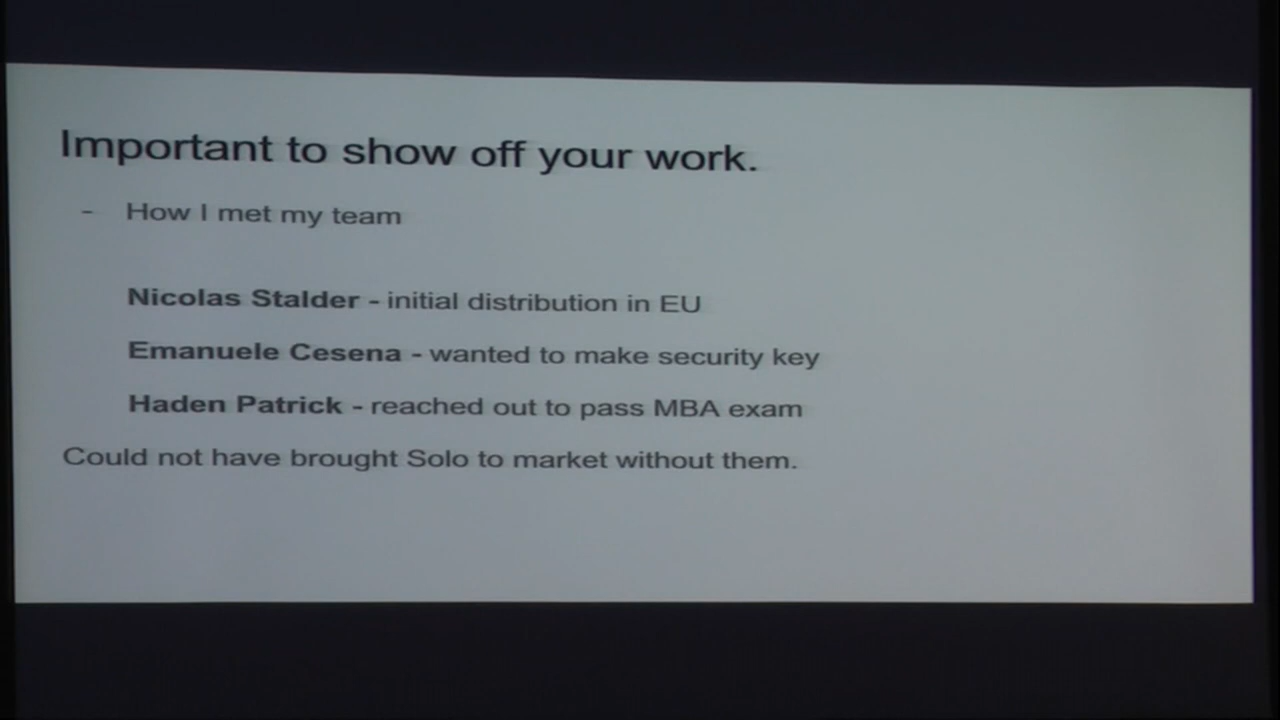 Important to show off your work.
- How I met my team
Nicolas Stalder - initial distribution in EU
Emanuele Cesena - wanted to make security key
Haden Patrick - reached out to pass MBA exam
Could not have brought Solo to market without them.